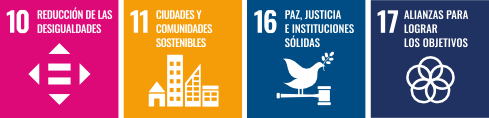 10 REDUCCIÓN DE LAS
DESIGUALDADES
11 CIUDADES Y
COMUNIDADES
SOSTENIBLES
16 PAZ, JUSTICIA
E INSTITUCIONES
SÓLIDAS
17 ALIANZAS PARA
LOGRAR
LOS OBJETIVOS